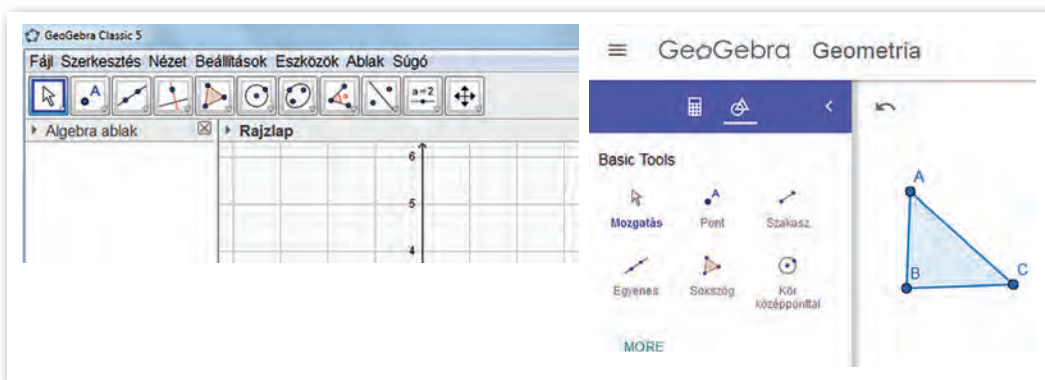 GeoGebra Classic 5
Fájl Szerkesztés Nézet Beállítások Eszközök Ablak Súgó
A
a=2
Algebra ablak
Rajzlap
6
5
4
GeoGebra Geometria
Basic Tools
A
Mozgatás Pont Szakasz
Egyenes Sokszög Kör középponttal
MORE
A
B
C